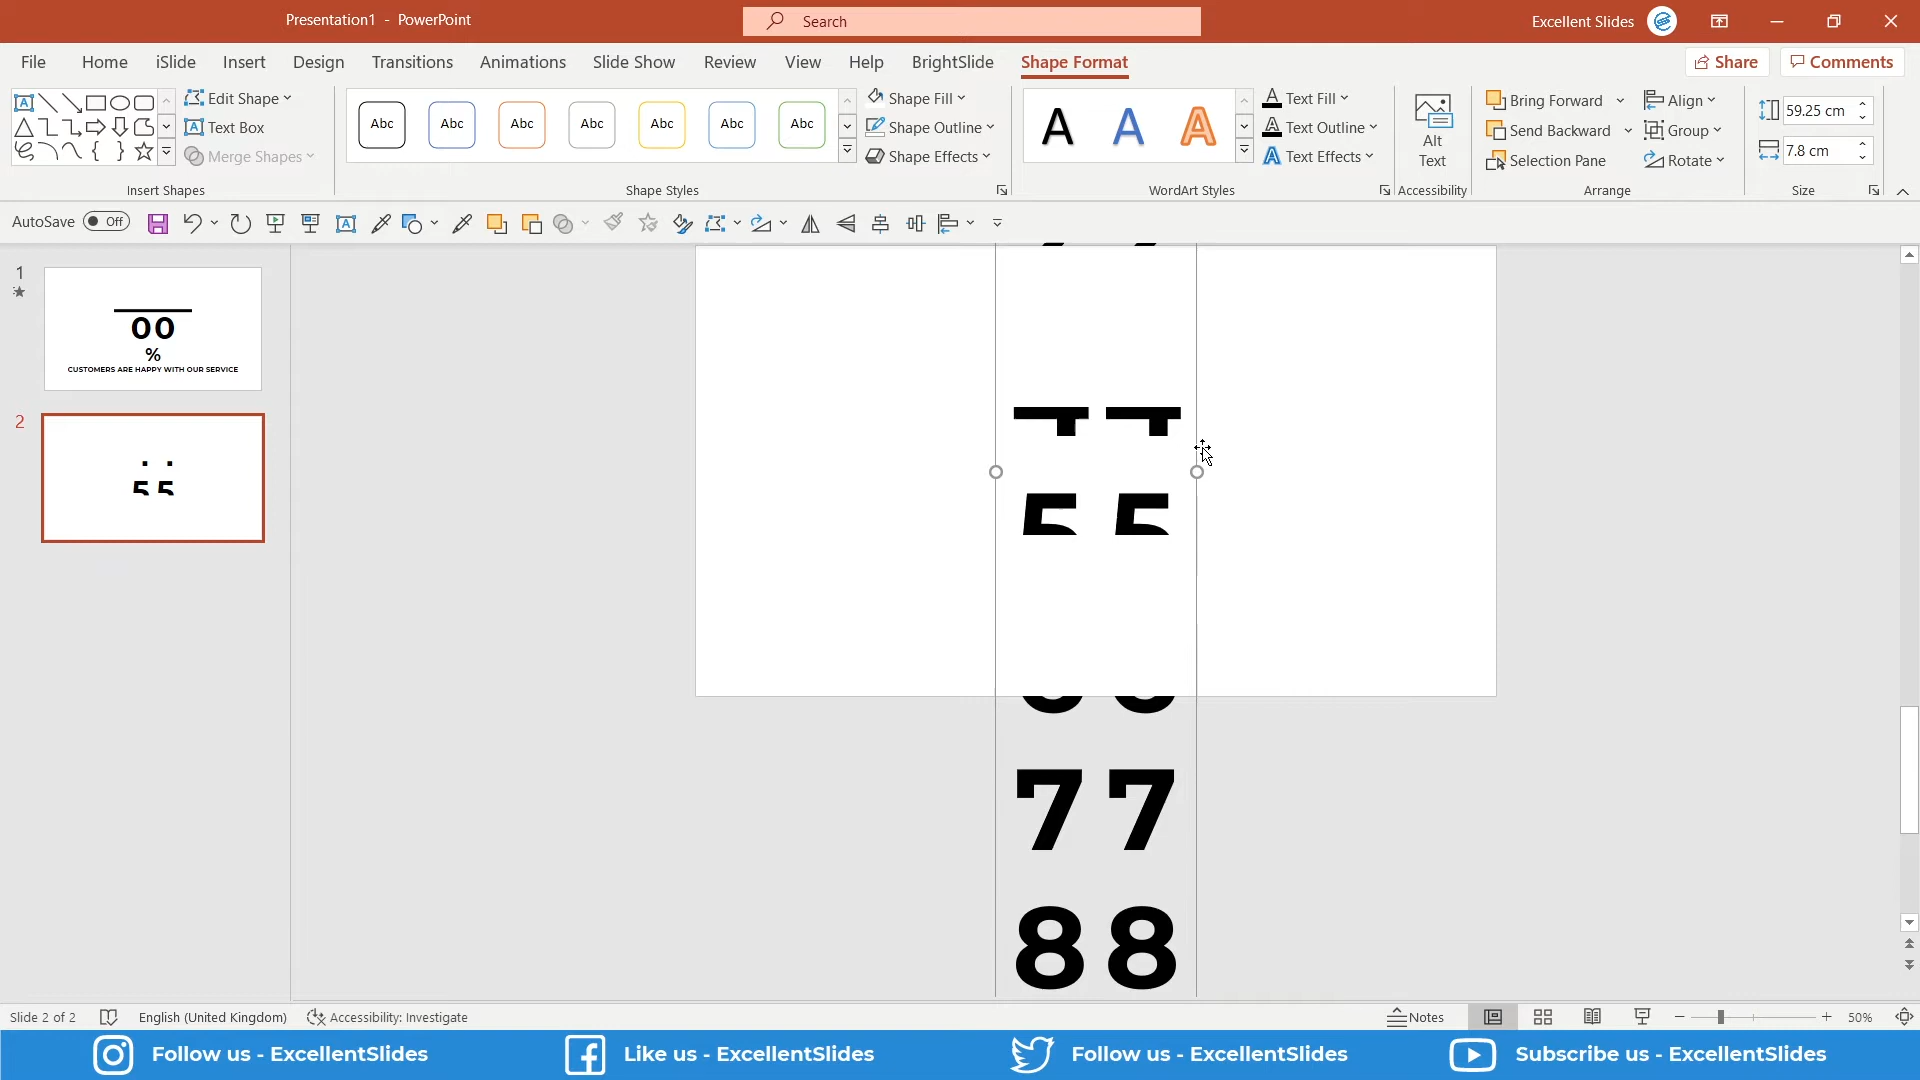 Presentation1 - PowerPoint
Search
Excellent Slides
File Home iSlide Insert Design Transitions Animations Slide Show Review View Help BrightSlide Shape Format
Share
Comments
Edit Shape
Text Box
Merge Shapes
Insert Shapes
Abc Abc Abc Abc Abc Abc Abc
Shape Fill
Shape Outline
Shape Effects
Shape Styles
A A A
Text Fill
Text Outline
Text Effects
WordArt Styles
Alt
Text
Accessibility
Bring Forward
Send Backward
Selection Pane
Align
Group
Rotate
Arrange
59.25 cm
7.8 cm
Size
AutoSave Off
1
00
%
CUSTOMERS ARE HAPPY WITH OUR SERVICE
2
5 5
5 5
7 7
8 8
Slide 2 of 2
English (United Kingdom)
Accessibility: Investigate
Notes
50%
Follow us - ExcellentSlides
Like us - ExcellentSlides
Follow us - ExcellentSlides
Subscribe us - ExcellentSlides